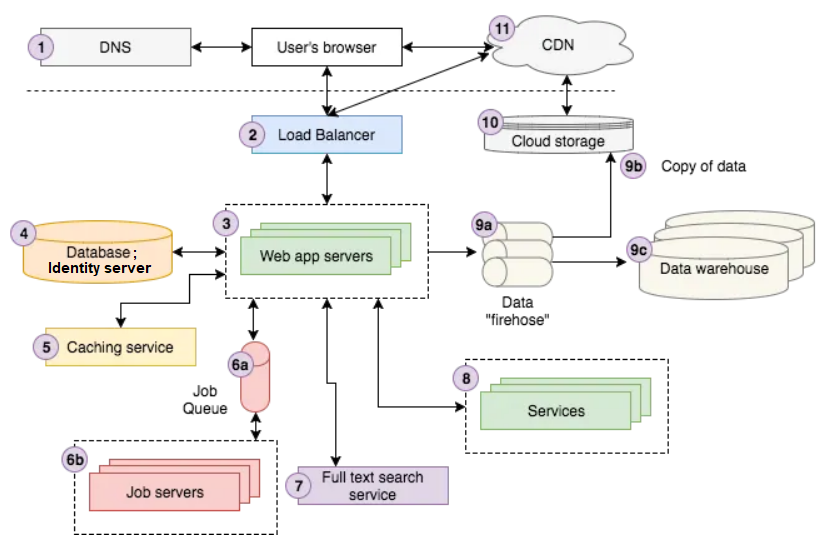 1
DNS
User's browser
11
CDN
2
Load Balancer
10
Cloud storage
9b
Copy of data
3
Web app servers
4
Database ;
Identity server
9a
Data
"firehose"
9c
Data warehouse
5
Caching service
6a
Job
Queue
8
Services
6b
Job servers
7
Full text search
service